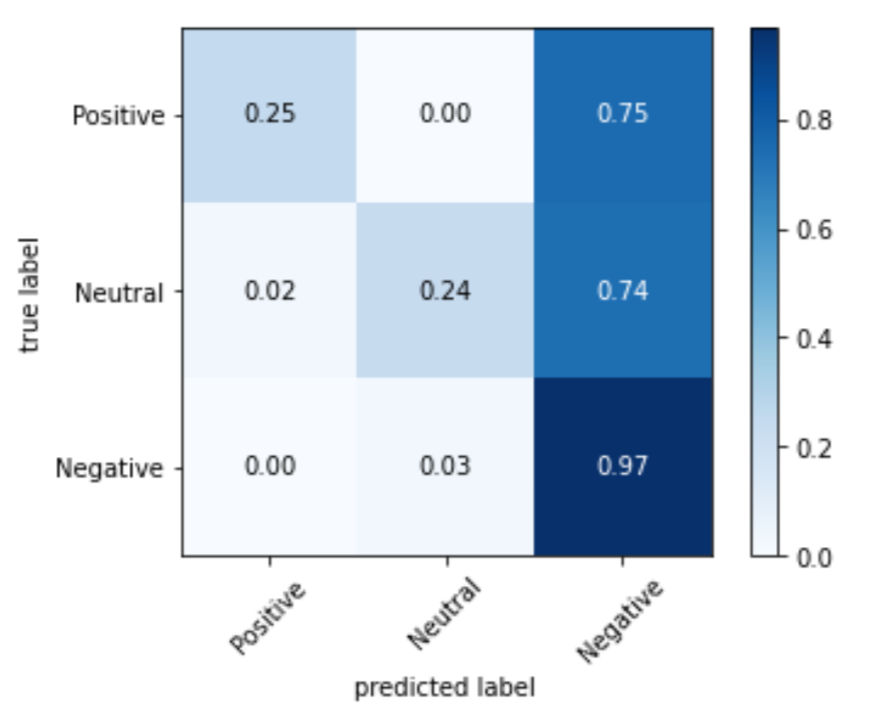 Positive 0.25 0.00 0.75
Neutral 0.02 0.24 0.74
Negative 0.00 0.03 0.97
true label
Positive Neutral Negative
predicted label
0.8
0.6
0.4
0.2
0.0